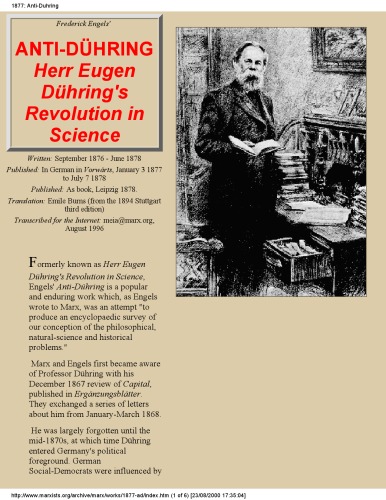 1877: Anti-Duhring
Frederick Engels'
ANTI-DÜHRING
Herr Eugen
Dühring's
Revolution in
Science
Written: September 1876 - June 1878
Published: In German in Vorwärts, January 3 1877
to July 7 1878
Published: As book, Leipzig 1878.
Translation: Emile Burns (from the 1894 Stuttgart
third edition)
Transcribed for the Internet: meia@marx.org,
August 1996
Formerly known as Herr Eugen
Dühring's Revolution in Science,
Engels' Anti-Dühring is a popular
and enduring work which, as Engels
wrote to Marx, was an attempt "to
produce an encyclopaedic survey of
our conception of the philosophical,
natural-science and historical
problems."
Marx and Engels first became aware
of Professor Dühring with his
December 1867 review of Capital,
published in Ergänzungsblätter.
They exchanged a series of letters
about him from January-March 1868.
He was largely forgotten until the
mid-1870s, at which time Dühring
entered Germany's political
foreground. German
Social-Democrats were influenced by
http://www.marxists.org/archive/marx/works/1877-ad/index.htm (1 of 6) [23/08/2000 17:35:04]